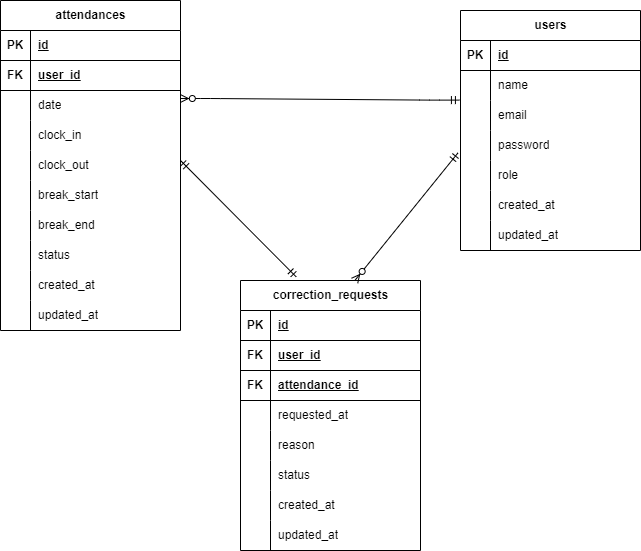 attendances
PK id
FK user_id
date
clock_in
clock_out
break_start
break_end
status
created_at
updated_at
users
PK id
name
email
password
role
created_at
updated_at
correction_requests
PK id
FK user_id
FK attendance_id
requested_at
reason
status
created_at
updated_at